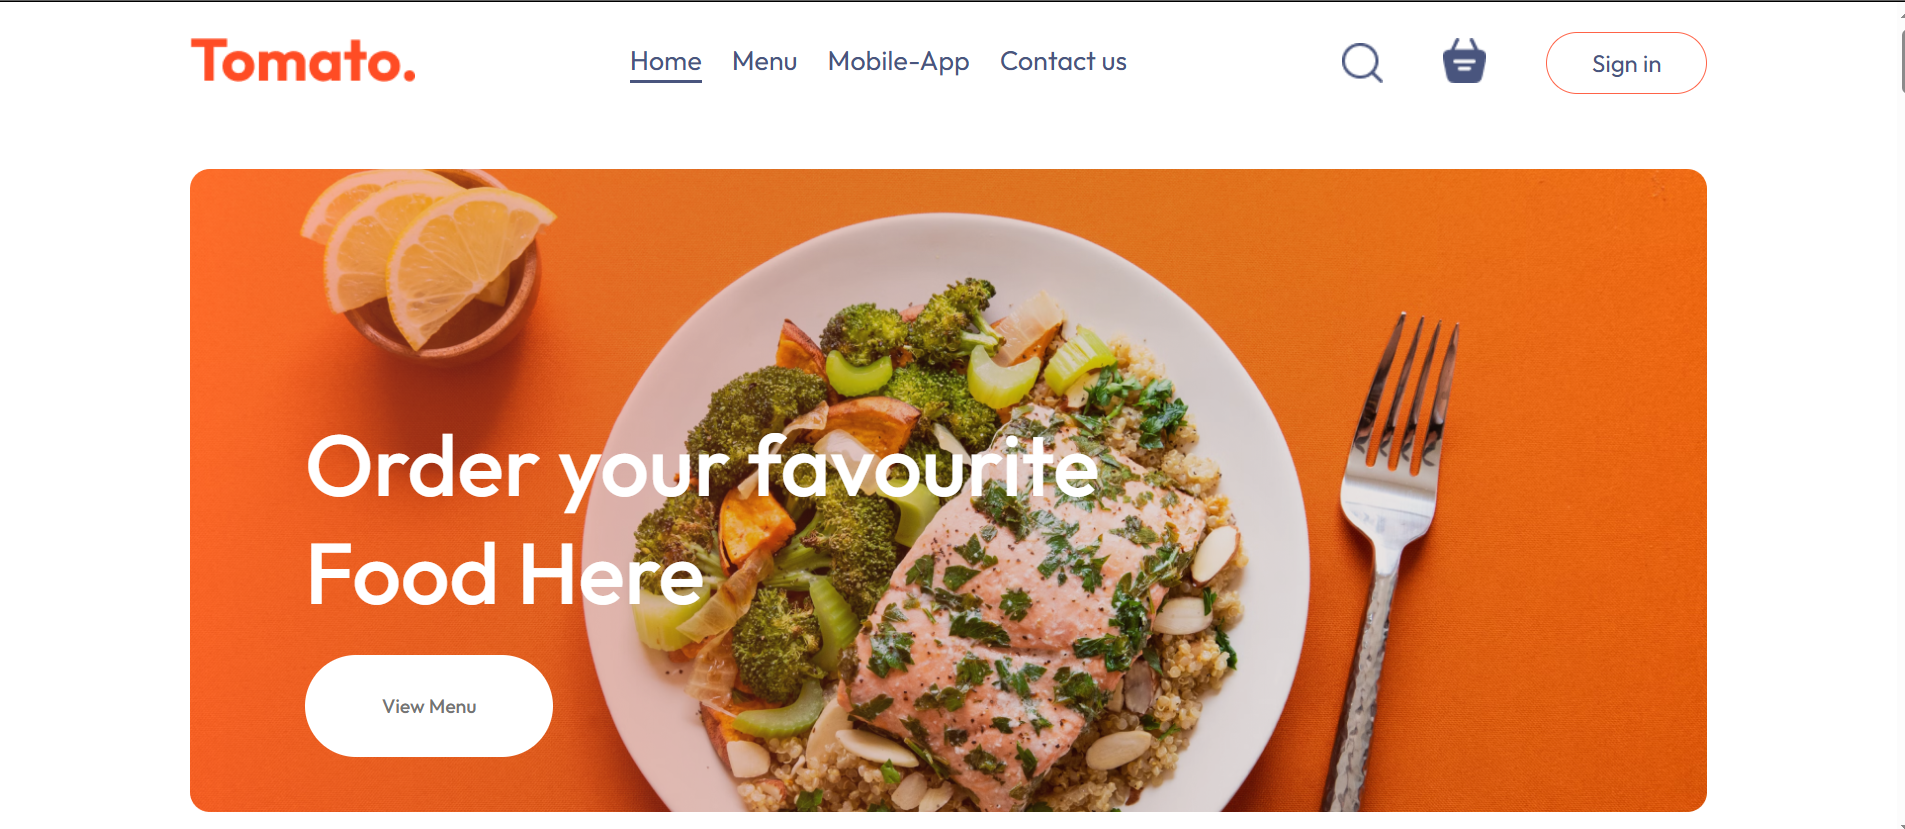 Tomato.
Home Menu Mobile-App Contact us
Sign in
Order your favourite
Food Here
View Menu